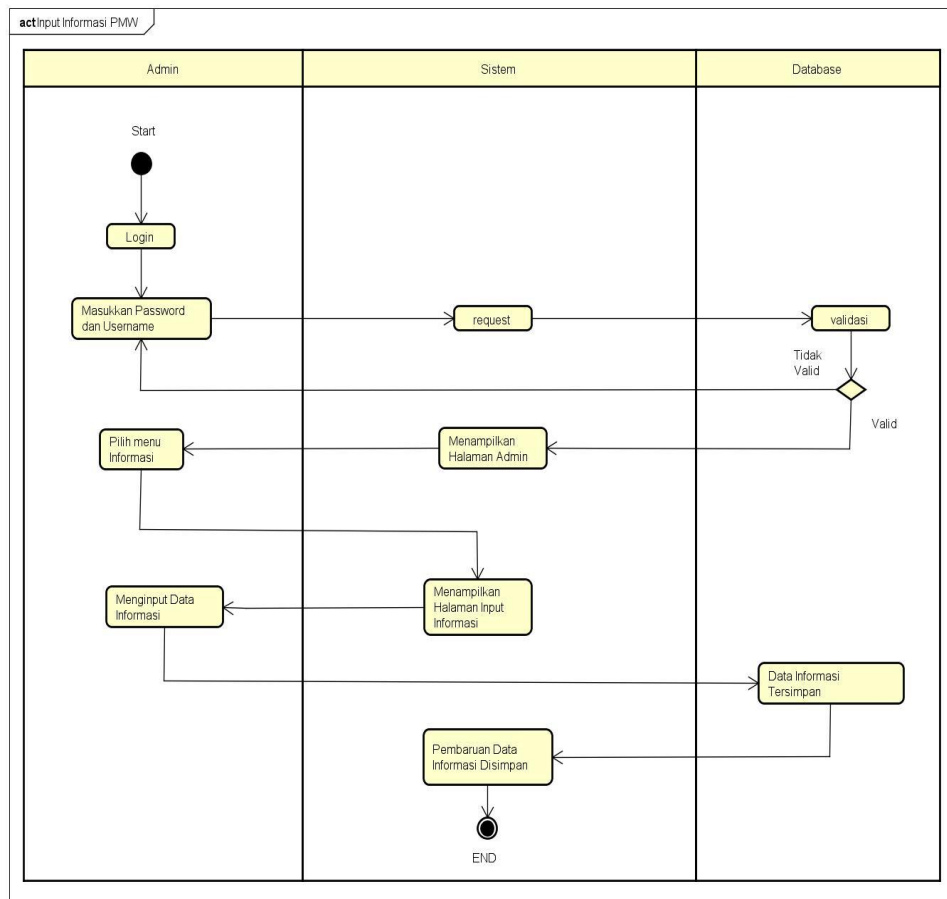 act Input Informasi PMW
Admin
Sistem
Database
Start
Login
Masukkan Password
dan Username
request
validasi
Tidak
Valid
Valid
Menampilkan
Halaman Admin
Pilih menu
Informasi
Menampilkan
Halaman Input
Informasi
Menginput Data
Informasi
Data Informasi
Tersimpan
Pembaruan Data
Informasi Disimpan
END